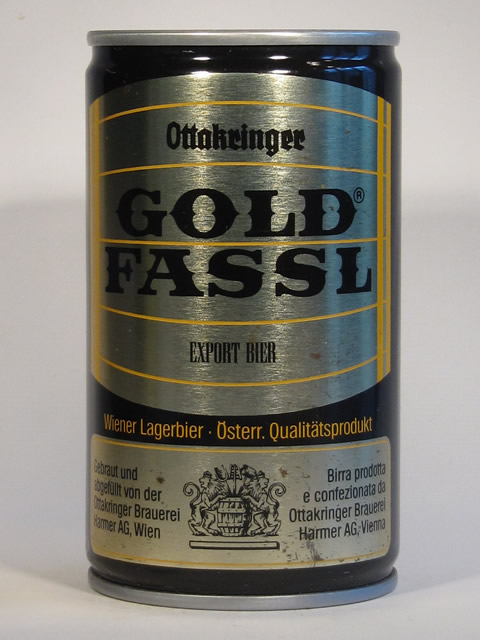 Ottakringer
GOLD®
FASSL
EXPORT BIER
Wiener Lagerbier · Österr. Qualitätsprodukt
Gebraut und
abgefüllt von der
Ottakringer Brauerei
Harmer AG, Wien
Birra prodotta
e confezionata da
Ottakringer Brauerei
Harmer AG, Vienna